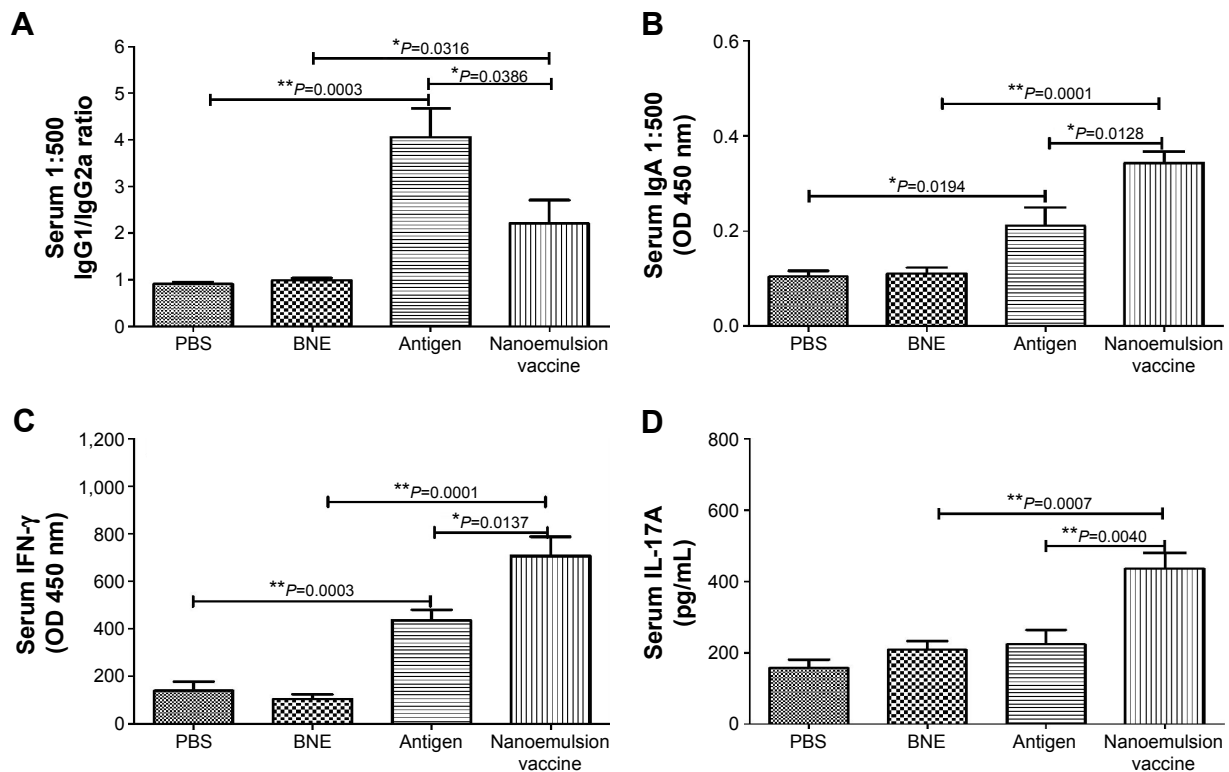 A
Serum 1:500
IgG1/IgG2a ratio
6
5
4
3
2
1
0
*P=0.0316
*P=0.0386
**P=0.0003
PBS
BNE
Antigen
Nanoemulsion
vaccine
B
Serum IgA 1:500
(OD 450 nm)
0.6
0.4
0.2
0.0
**P=0.0001
*P=0.0128
*P=0.0194
PBS
BNE
Antigen
Nanoemulsion
vaccine
C
Serum IFN-γ
(OD 450 nm)
1,200
1,000
800
600
400
200
0
**P=0.0001
*P=0.0137
**P=0.0003
PBS
BNE
Antigen
Nanoemulsion
vaccine
D
Serum IL-17A
(pg/mL)
800
600
400
200
0
**P=0.0007
**P=0.0040
PBS
BNE
Antigen
Nanoemulsion
vaccine